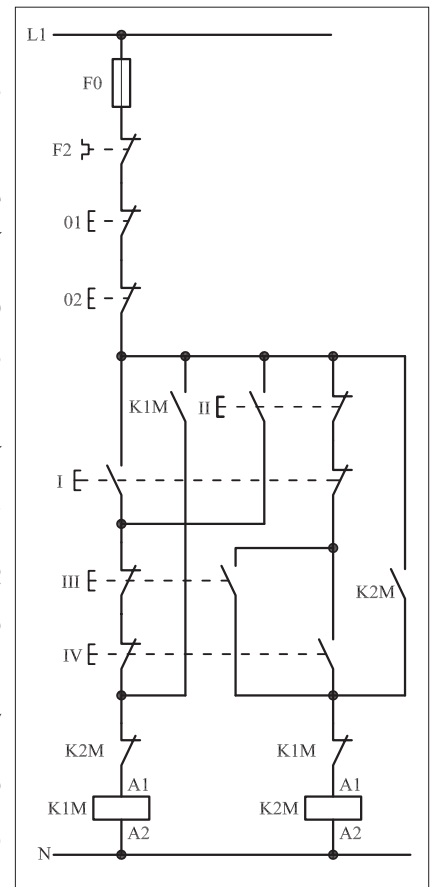 L1
F0
F2
01
02
K1M II
I
III
K2M
IV
K2M K1M
A1 A1
K1M K2M
A2 A2
N